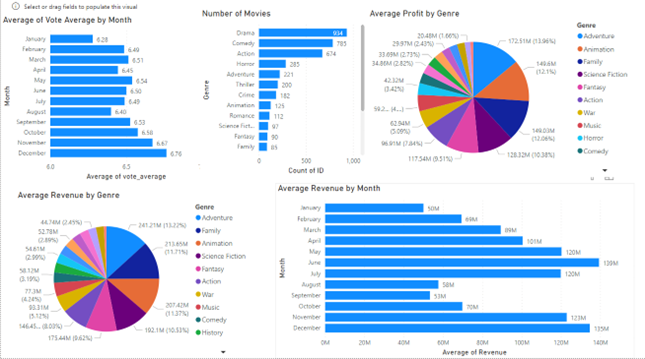 Select or drag fields to populate this visual
Average of Vote Average by Month
January 6.28
February 6.49
March 6.51
April 6.45
May 6.54
June 6.50
July 6.49
August 6.40
September 6.53
October 6.58
November 6.67
December 6.76
Month
6.0 6.5
Average of vote_average
Number of Movies
Drama 934
Comedy 785
Action 674
Horror 285
Adventure 221
Thriller 200
Crime 182
Animation 125
Romance 112
Science Ficti... 97
Fantasy 90
Family 85
Genre
0 500 1,000
Count of ID
Average Profit by Genre
20.48M (1.66%)
29.97M (2.43%)
33.69M (2.73%)
34.86M (2.82%)
42.32M
(3.42%)
62.94M
(5.09%)
96.91M (7.84%)
117.54M (9.51%)
128.32M (10.38%)
149.03M
(12.06%)
149.6M
(12.1%)
172.51M (13.96%)
Genre
Adventure
Animation
Family
Science Fiction
Fantasy
Action
War
Music
Horror
Comedy
Average Revenue by Genre
44.74M (2.45%)
52.78M
(2.89%)
54.61M
(2.99%)
58.12M
(3.19%)
77.3M
(4.24%)
93.31M
(5.12%)
146.45... (8.03%)
175.44M (9.62%)
192.1M (10.53%)
207.42M
(11.37%)
213.65M
(11.71%)
241.21M (13.22%)
Genre
Adventure
Family
Animation
Science Fiction
Fantasy
Action
War
Music
Comedy
History
Average Revenue by Month
January 50M
February 69M
March 89M
April 101M
May 120M
June 139M
July 120M
August 58M
September 53M
October 70M
November 123M
December 135M
Month
0M 20M 40M 60M 80M 100M 120M 140M
Average of Revenue